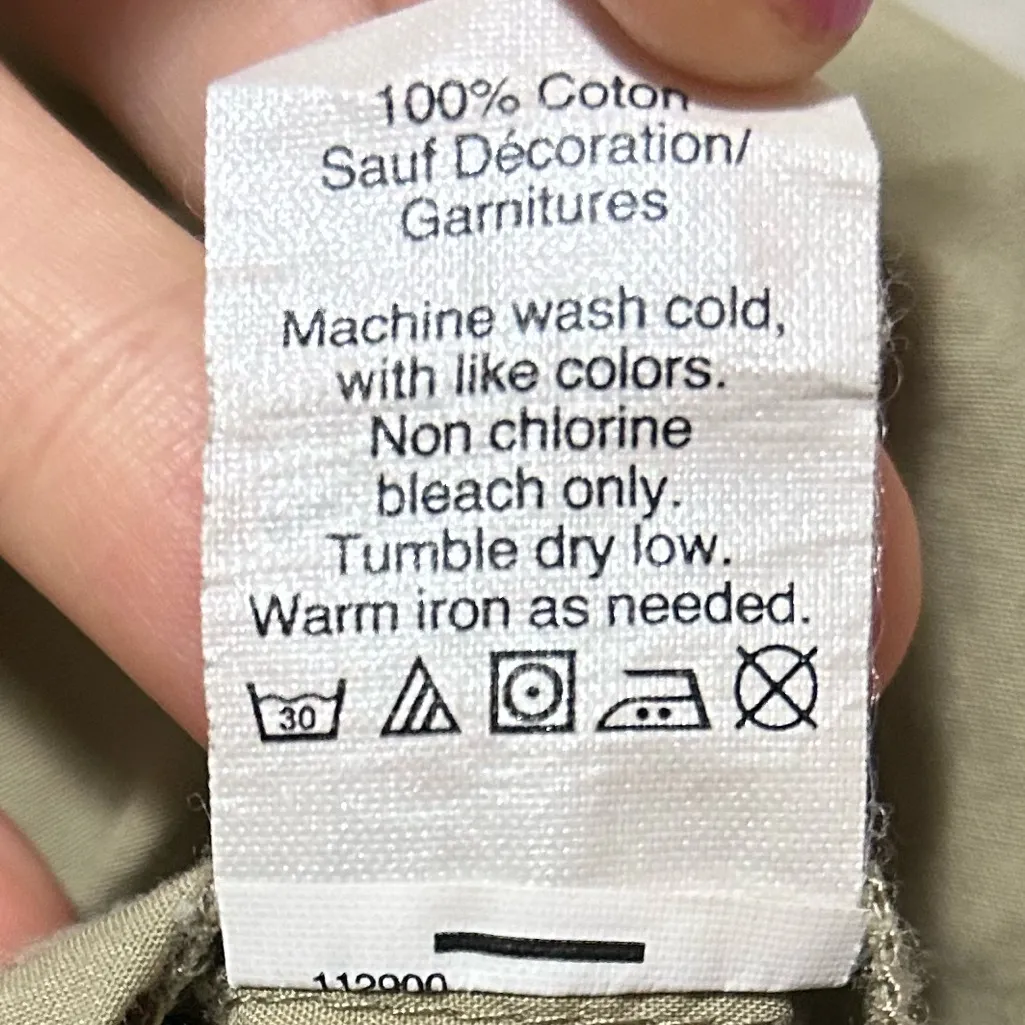 100% Coton
Sauf Décoration/
Garnitures
Machine wash cold,
with like colors.
Non chlorine
bleach only.
Tumble dry low.
Warm iron as needed.
30
112900